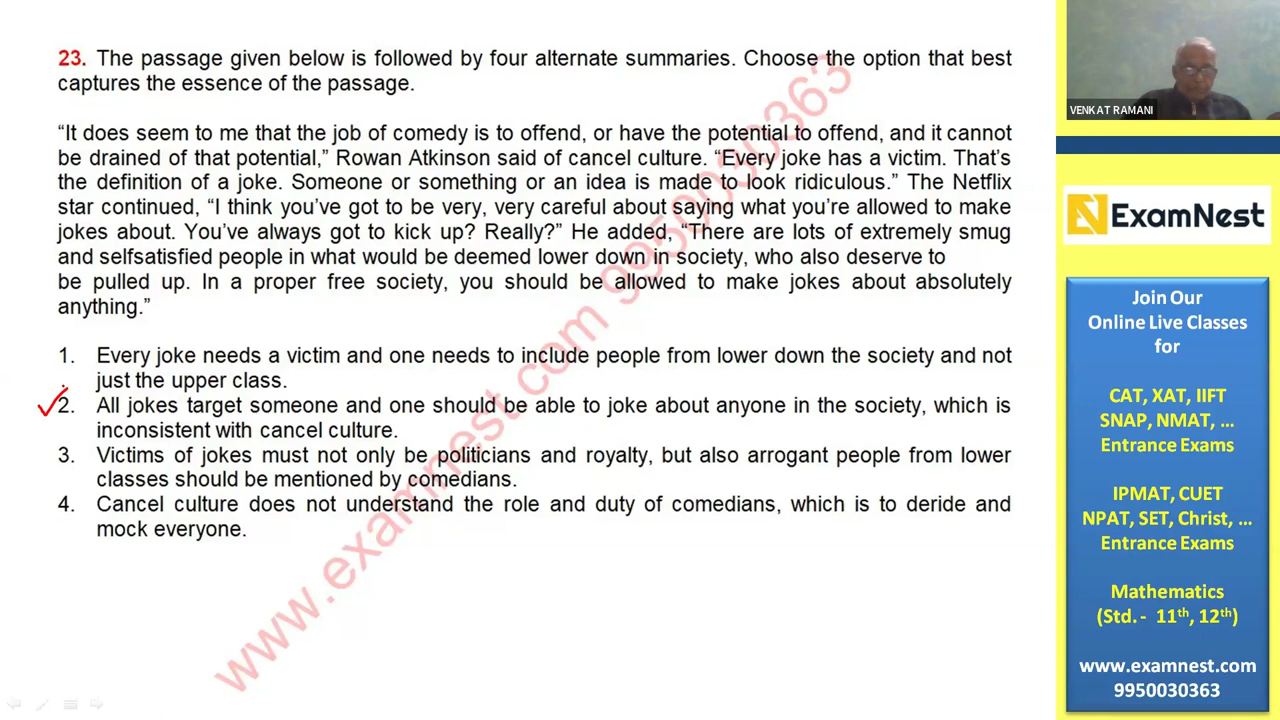 23. The passage given below is followed by four alternate summaries. Choose the option that best
captures the essence of the passage.
“It does seem to me that the job of comedy is to offend, or have the potential to offend, and it cannot
be drained of that potential,” Rowan Atkinson said of cancel culture. “Every joke has a victim. That’s
the definition of a joke. Someone or something or an idea is made to look ridiculous.” The Netflix
star continued, “I think you’ve got to be very, very careful about saying what you’re allowed to make
jokes about. You’ve always got to kick up? Really?” He added, “There are lots of extremely smug
and selfsatisfied people in what would be deemed lower down in society, who also deserve to
be pulled up. In a proper free society, you should be allowed to make jokes about absolutely
anything.”
1. Every joke needs a victim and one needs to include people from lower down the society and not
just the upper class.
2. All jokes target someone and one should be able to joke about anyone in the society, which is
inconsistent with cancel culture.
3. Victims of jokes must not only be politicians and royalty, but also arrogant people from lower
classes should be mentioned by comedians.
4. Cancel culture does not understand the role and duty of comedians, which is to deride and
mock everyone.
www.examnest.com 9950030363
VENKAT RAMANI
ExamNest
Join Our
Online Live Classes
for
CAT, XAT, IIFT
SNAP, NMAT, ...
Entrance Exams
IPMAT, CUET
NPAT, SET, Christ, ...
Entrance Exams
Mathematics
(Std. - 11th, 12th)
www.examnest.com
9950030363